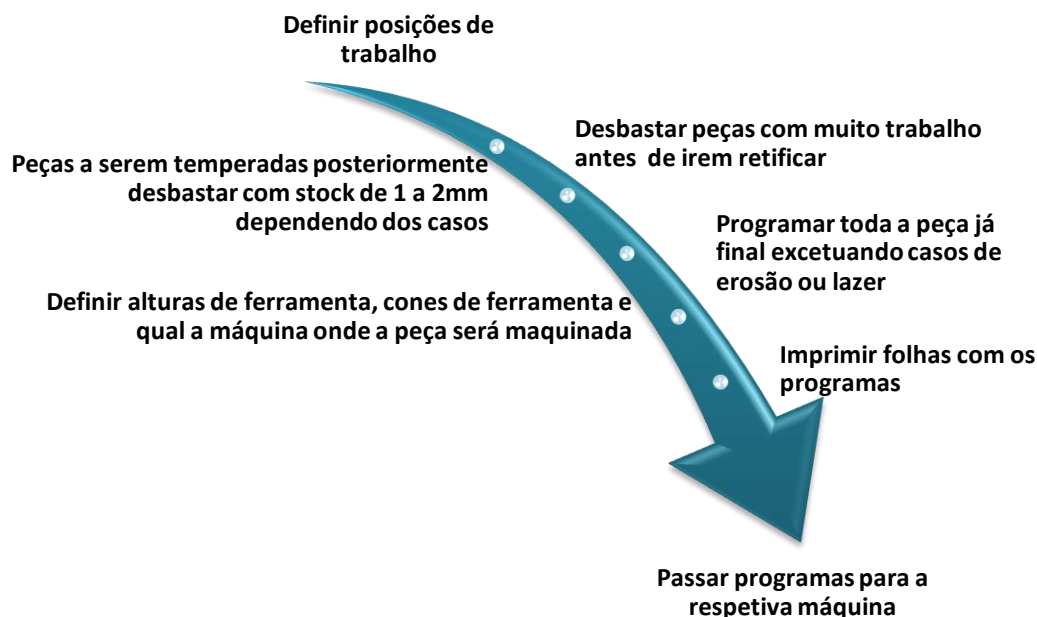 Definir posições de
trabalho
Desbastar peças com muito trabalho
antes de irem retificar
Peças a serem temperadas posteriormente
desbastar com stock de 1 a 2mm
dependendo dos casos
Programar toda a peça já
final excetuando casos de
erosão ou lazer
Definir alturas de ferramenta, cones de ferramenta e
qual a máquina onde a peça será maquinada
Imprimir folhas com os
programas
Passar programas para a
respetiva máquina